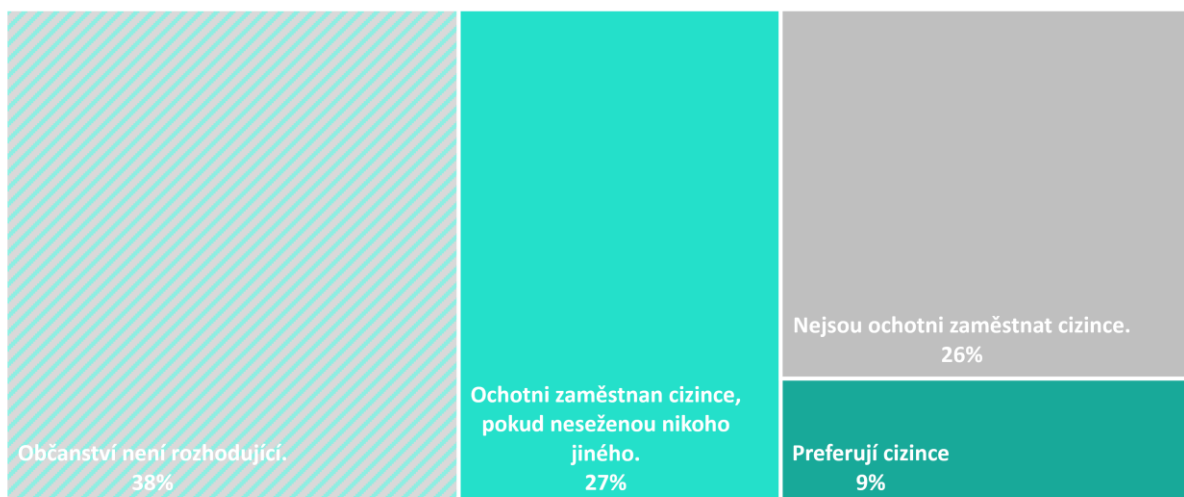 Občanství není rozhodující.
38%
Ochotni zaměstnan cizince,
pokud neseženou nikoho
jiného.
27%
Nejsou ochotni zaměstnat cizince.
26%
Preferují cizince
9%